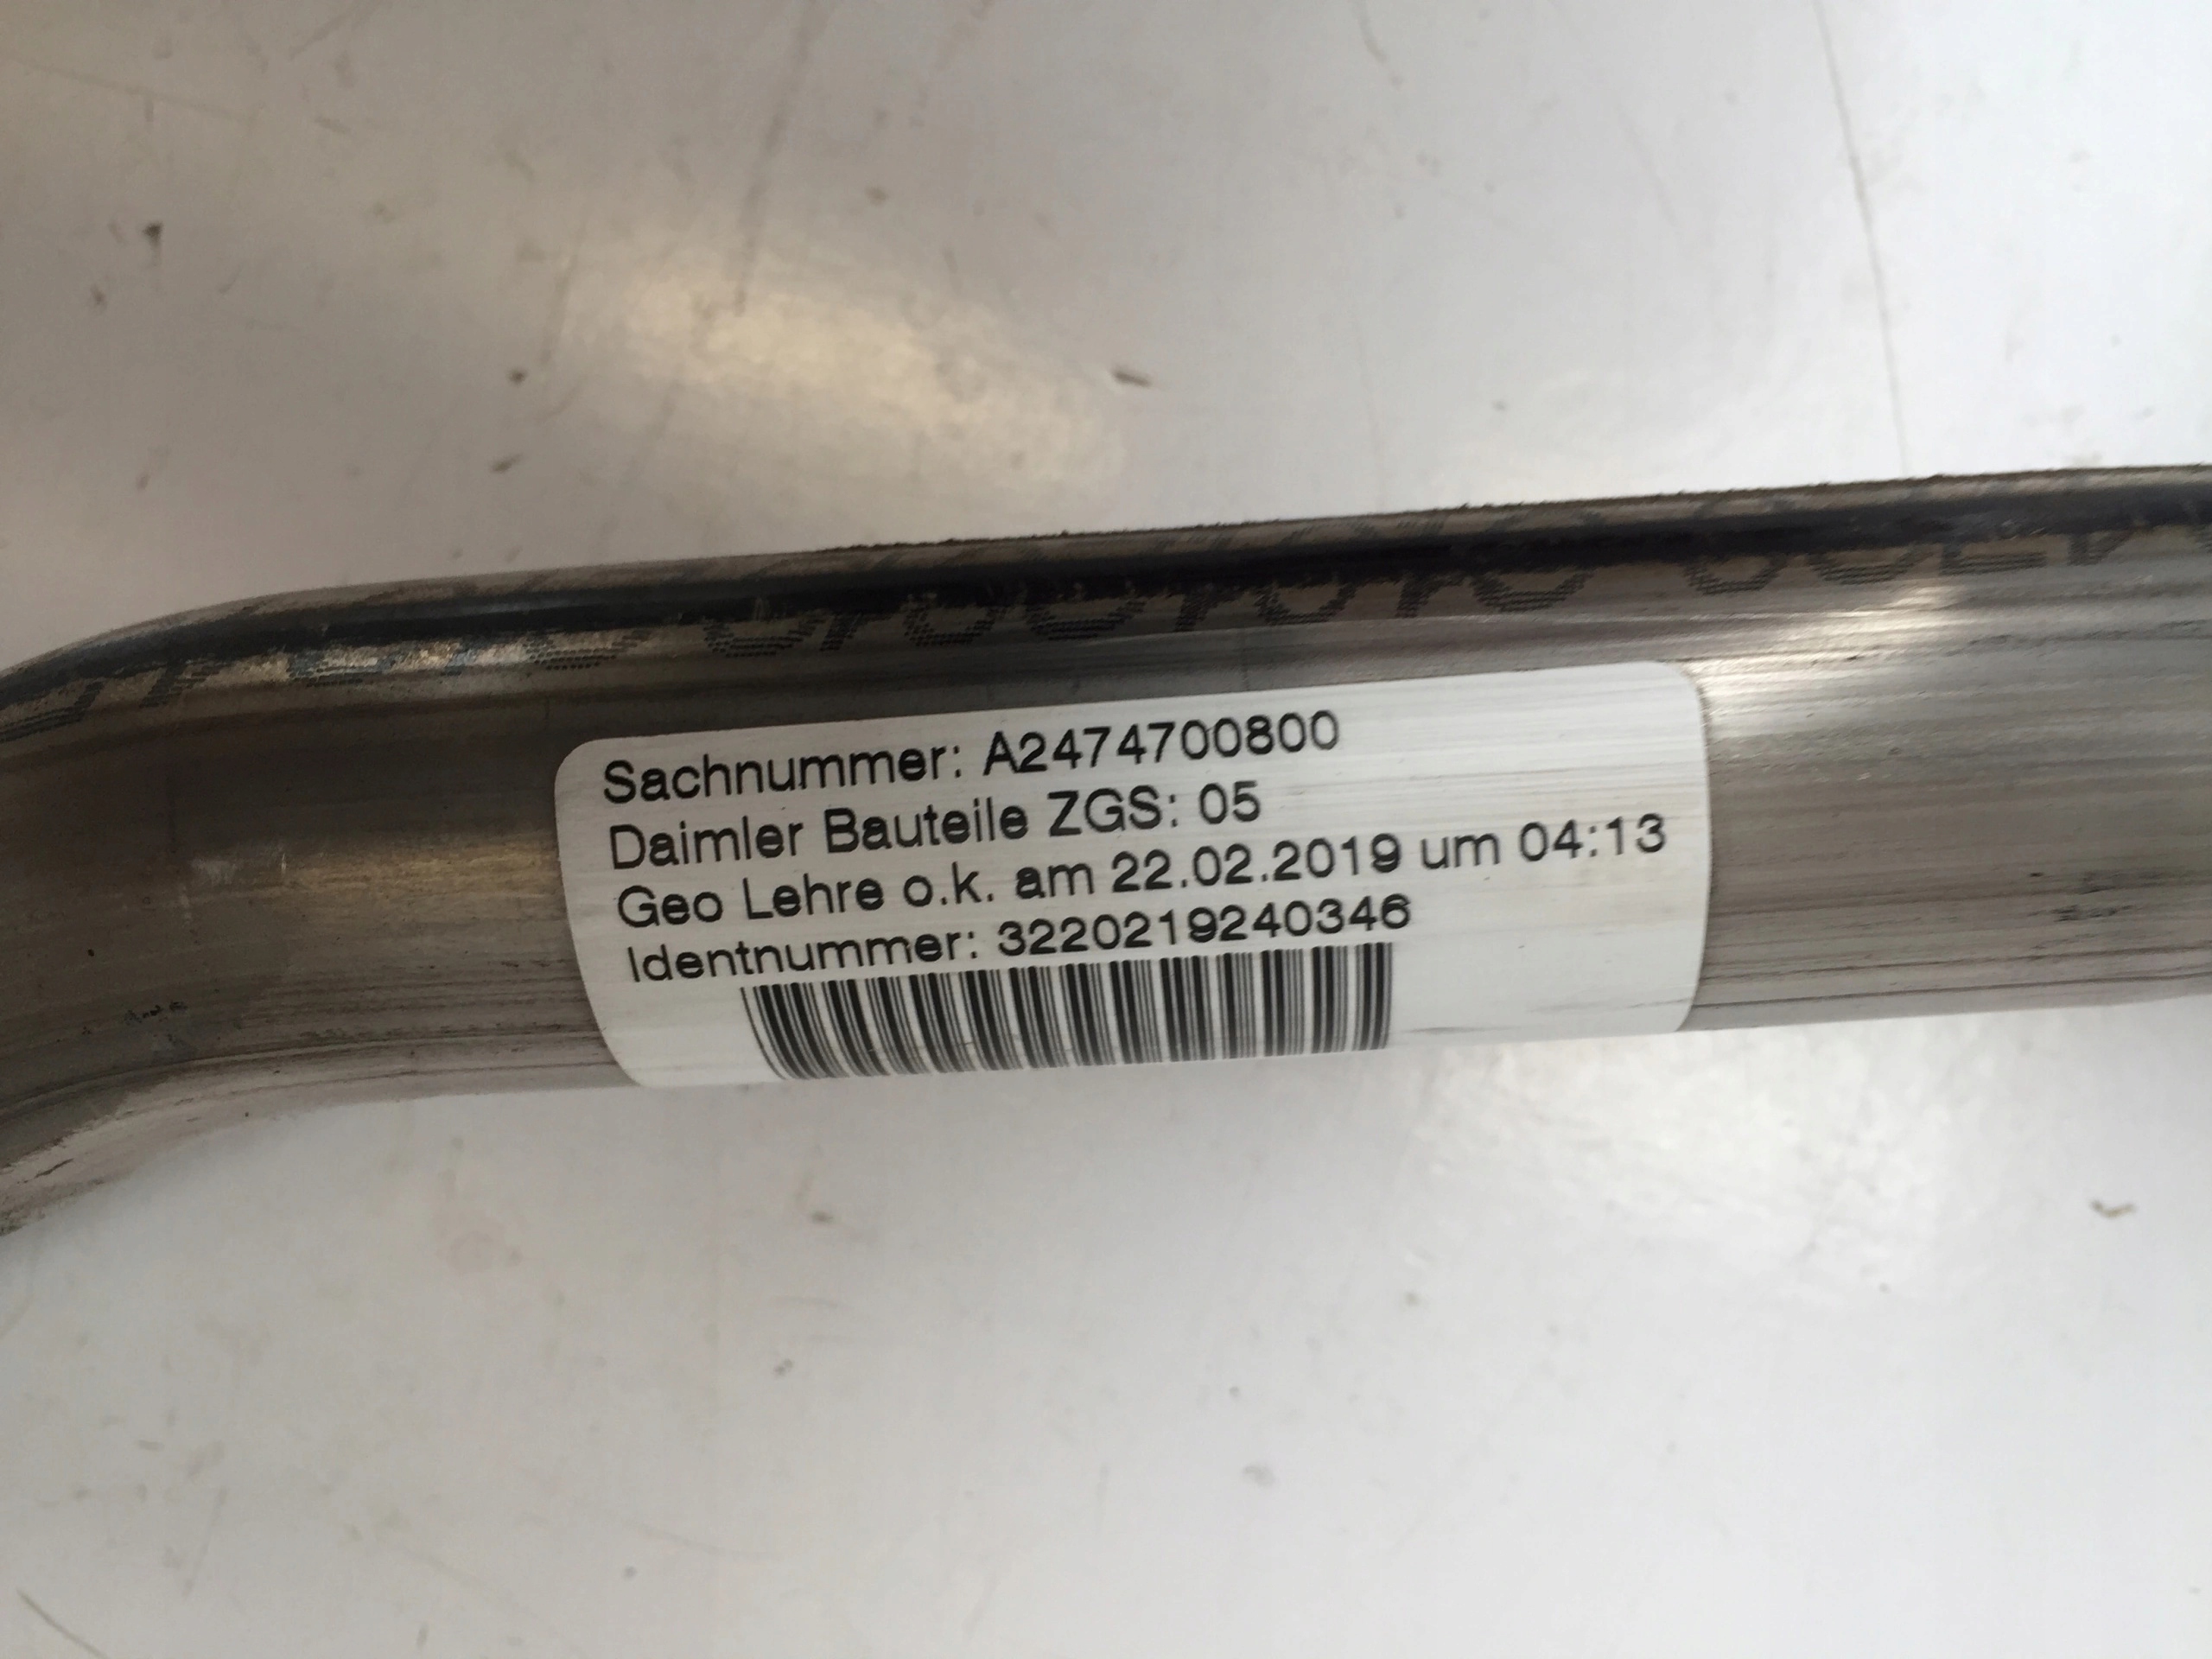 Sachnummer: A2474700800
Daimler Bauteile ZGS: 05
Geo Lehre o.k. am 22.02.2019 um 04:13
Identnummer: 3220219240346